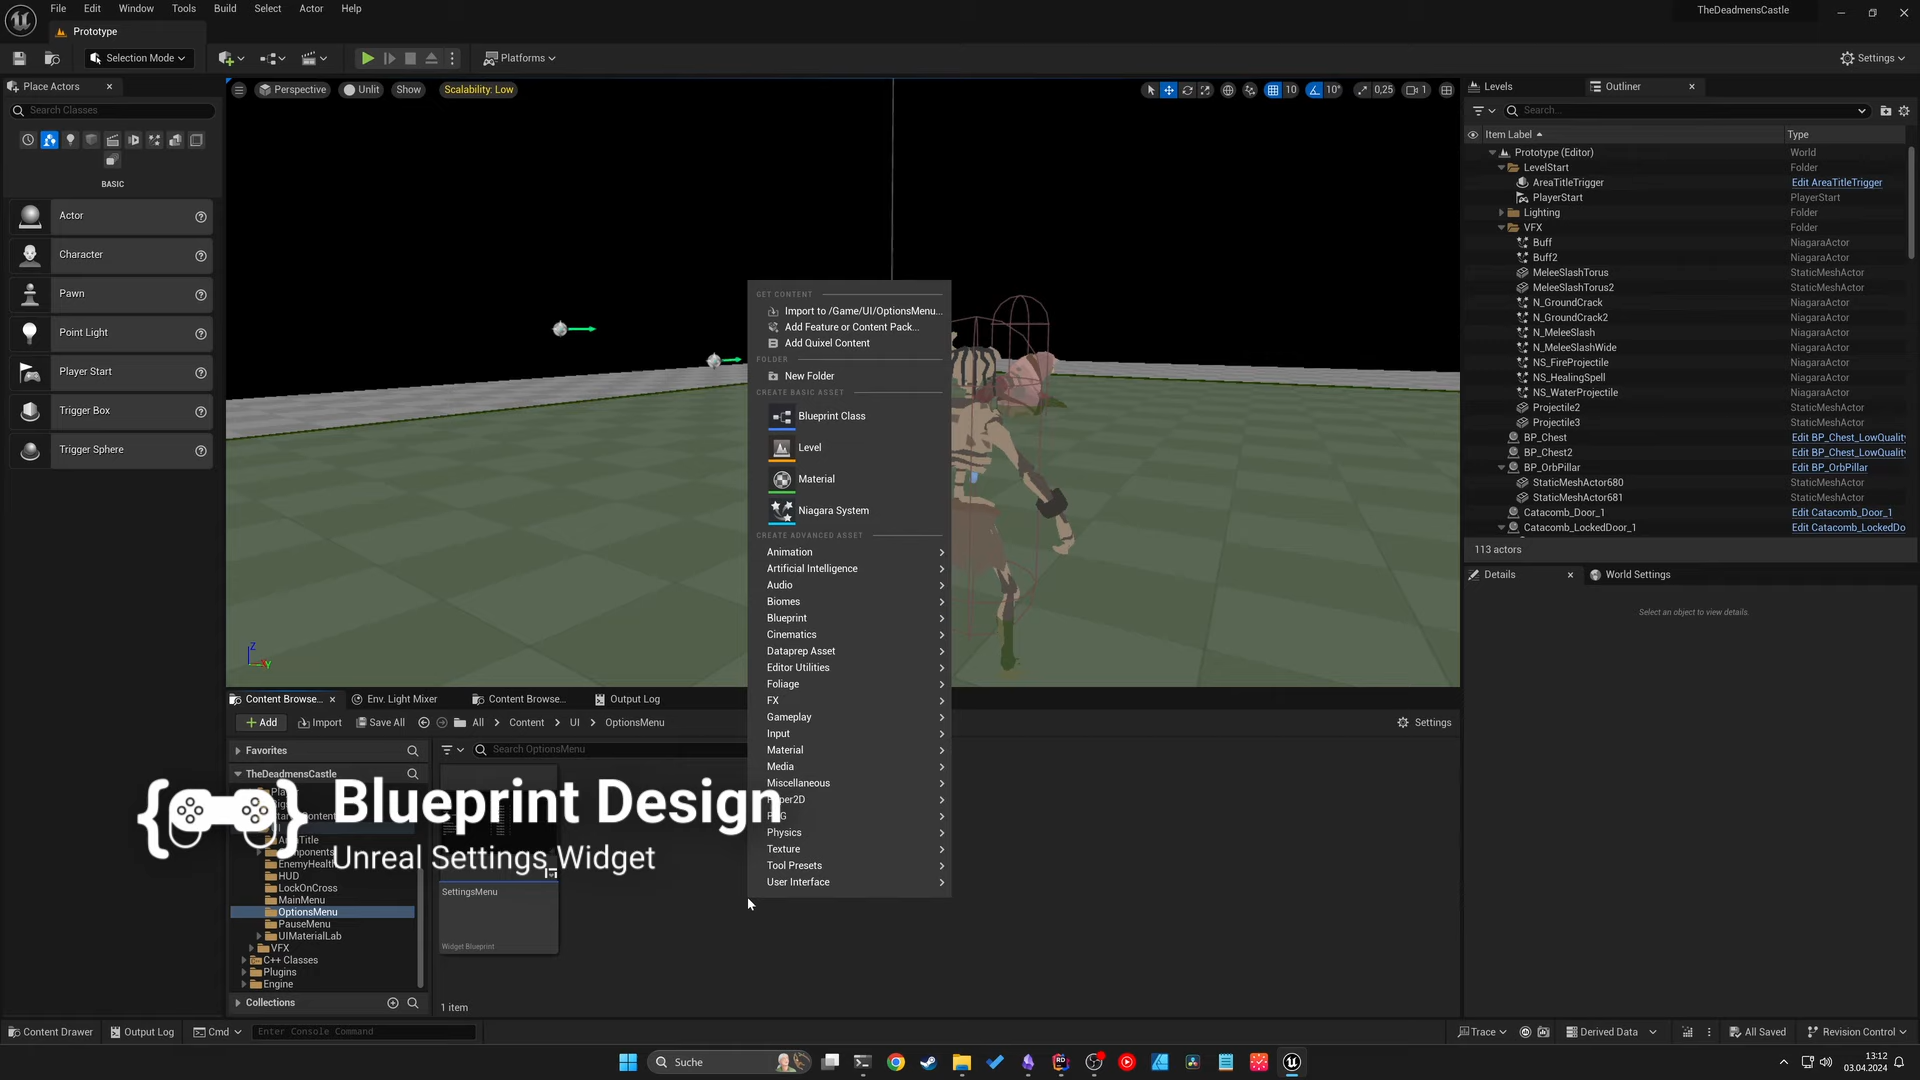 File Edit Window Tools Build Select Actor Help
TheDeadmensCastle
Prototype
Selection Mode
Platforms
Settings
Place Actors
Search Classes
BASIC
Actor
Character
Pawn
Point Light
Player Start
Trigger Box
Trigger Sphere
Perspective
Unlit
Show
Scalability: Low
10
10°
0,25
1
Levels
Outliner
Search...
Item Label
Type
Prototype (Editor) World
LevelStart Folder
AreaTitleTrigger Edit AreaTitleTrigger
PlayerStart PlayerStart
Lighting Folder
VFX Folder
Buff NiagaraActor
Buff2 NiagaraActor
MeleeSlashTorus StaticMeshActor
MeleeSlashTorus2 StaticMeshActor
N_GroundCrack NiagaraActor
N_GroundCrack2 NiagaraActor
N_MeleeSlash NiagaraActor
N_MeleeSlashWide NiagaraActor
NS_FireProjectile NiagaraActor
NS_HealingSpell NiagaraActor
NS_WaterProjectile NiagaraActor
Projectile2 StaticMeshActor
Projectile3 StaticMeshActor
BP_Chest Edit BP_Chest_LowQuality
BP_Chest2 Edit BP_Chest_LowQuality
BP_OrbPillar Edit BP_OrbPillar
StaticMeshActor680 StaticMeshActor
StaticMeshActor681 StaticMeshActor
Catacomb_Door_1 Edit Catacomb_Door_1
Catacomb_LockedDoor_1 Edit Catacomb_LockedDo
113 actors
Details
World Settings
Select an object to view details.
GET CONTENT
Import to /Game/UI/OptionsMenu...
Add Feature or Content Pack...
Add Quixel Content
FOLDER
New Folder
CREATE BASIC ASSET
Blueprint Class
Level
Material
Niagara System
CREATE ADVANCED ASSET
Animation
Artificial Intelligence
Audio
Biomes
Blueprint
Cinematics
Dataprep Asset
Editor Utilities
Foliage
FX
Gameplay
Input
Material
Media
Miscellaneous
Physics
Texture
Tool Presets
User Interface
Z
Y
Content Browse...
Env. Light Mixer
Content Browse...
Output Log
Add
Import
Save All
All > Content > UI > OptionsMenu
Settings
Favorites
Search OptionsMenu
TheDeadmensCastle
Blueprint Design
Unreal Settings Widget
HUD
LockOnCross
MainMenu
OptionsMenu
PauseMenu
UIMaterialLab
VFX
C++ Classes
Plugins
Engine
Collections
SettingsMenu
Widget Blueprint
1 item
Content Drawer
Output Log
Cmd
Enter Console Command
Trace
Derived Data
All Saved
Revision Control
Suche
13:12
03.04.2024